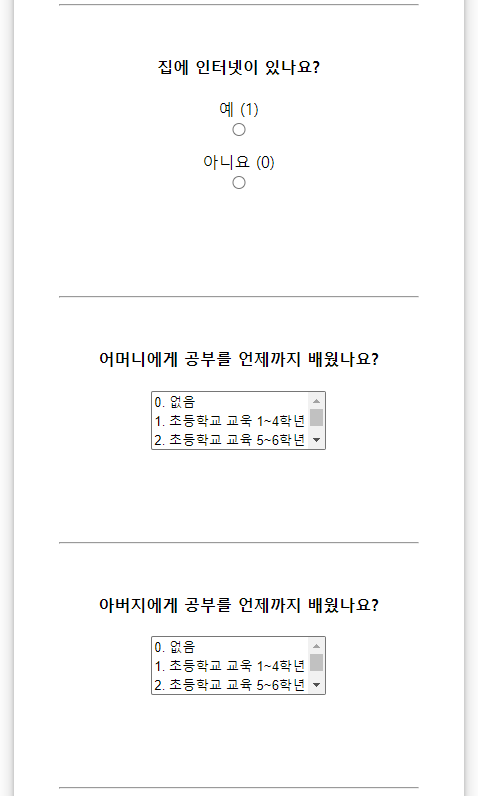 집에 인터넷이 있나요?
예 (1)
아니요 (0)
어머니에게 공부를 언제까지 배웠나요?
0. 없음
1. 초등학교 교욱 1~4학년
2. 초등학교 교육 5~6학년
아버지에게 공부를 언제까지 배웠나요?
0. 없음
1. 초등학교 교욱 1~4학년
2. 초등학교 교육 5~6학년